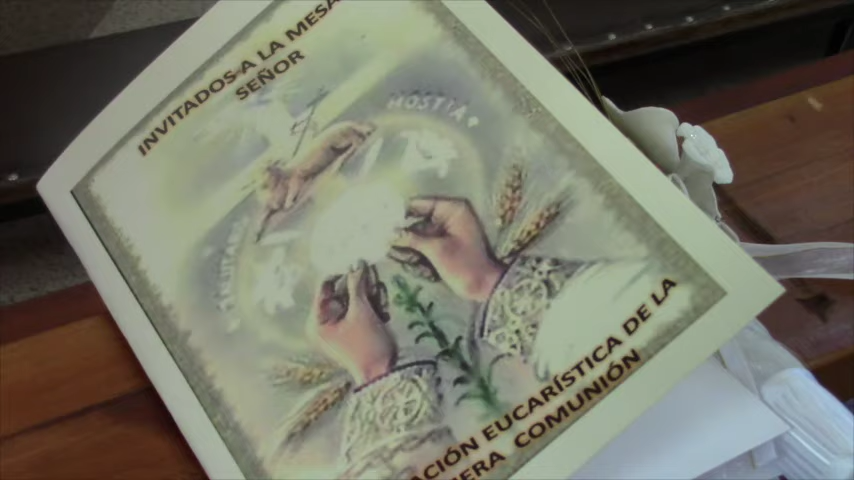 INVITADOS A LA MESA
SEÑOR
HOSTIA
ACIÓN EUCARÍSTICA DE LA
ERA COMUNIÓN